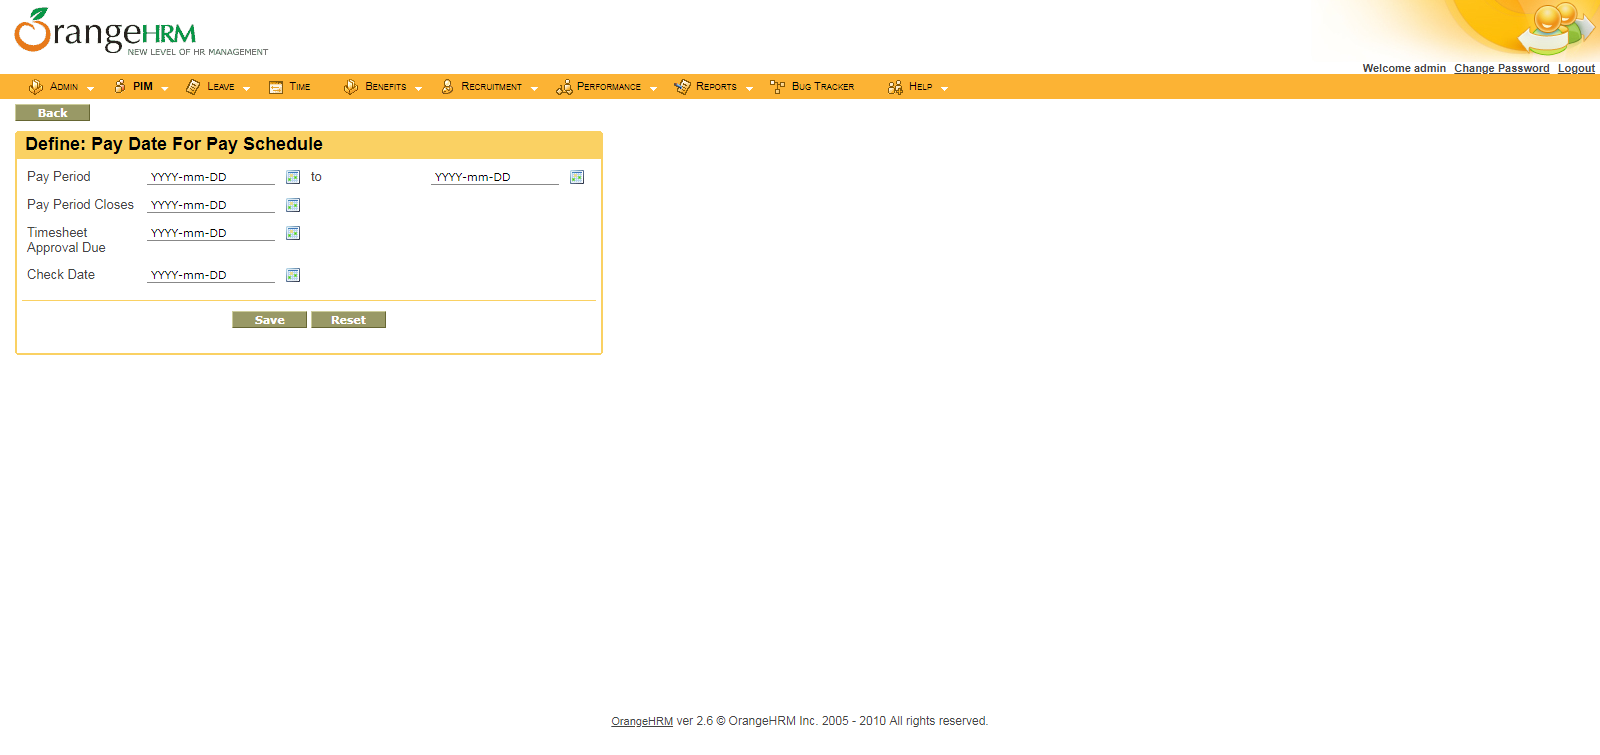 OrangeHRM
NEW LEVEL OF HR MANAGEMENT
Welcome admin Change Password Logout
ADMIN PIM LEAVE TIME BENEFITS RECRUITMENT PERFORMANCE REPORTS BUG TRACKER HELP
Back
Define: Pay Date For Pay Schedule
Pay Period YYYY-mm-DD to YYYY-mm-DD
Pay Period Closes YYYY-mm-DD
Timesheet YYYY-mm-DD
Approval Due
Check Date YYYY-mm-DD
Save Reset
OrangeHRM ver 2.6 © OrangeHRM Inc. 2005 - 2010 All rights reserved.